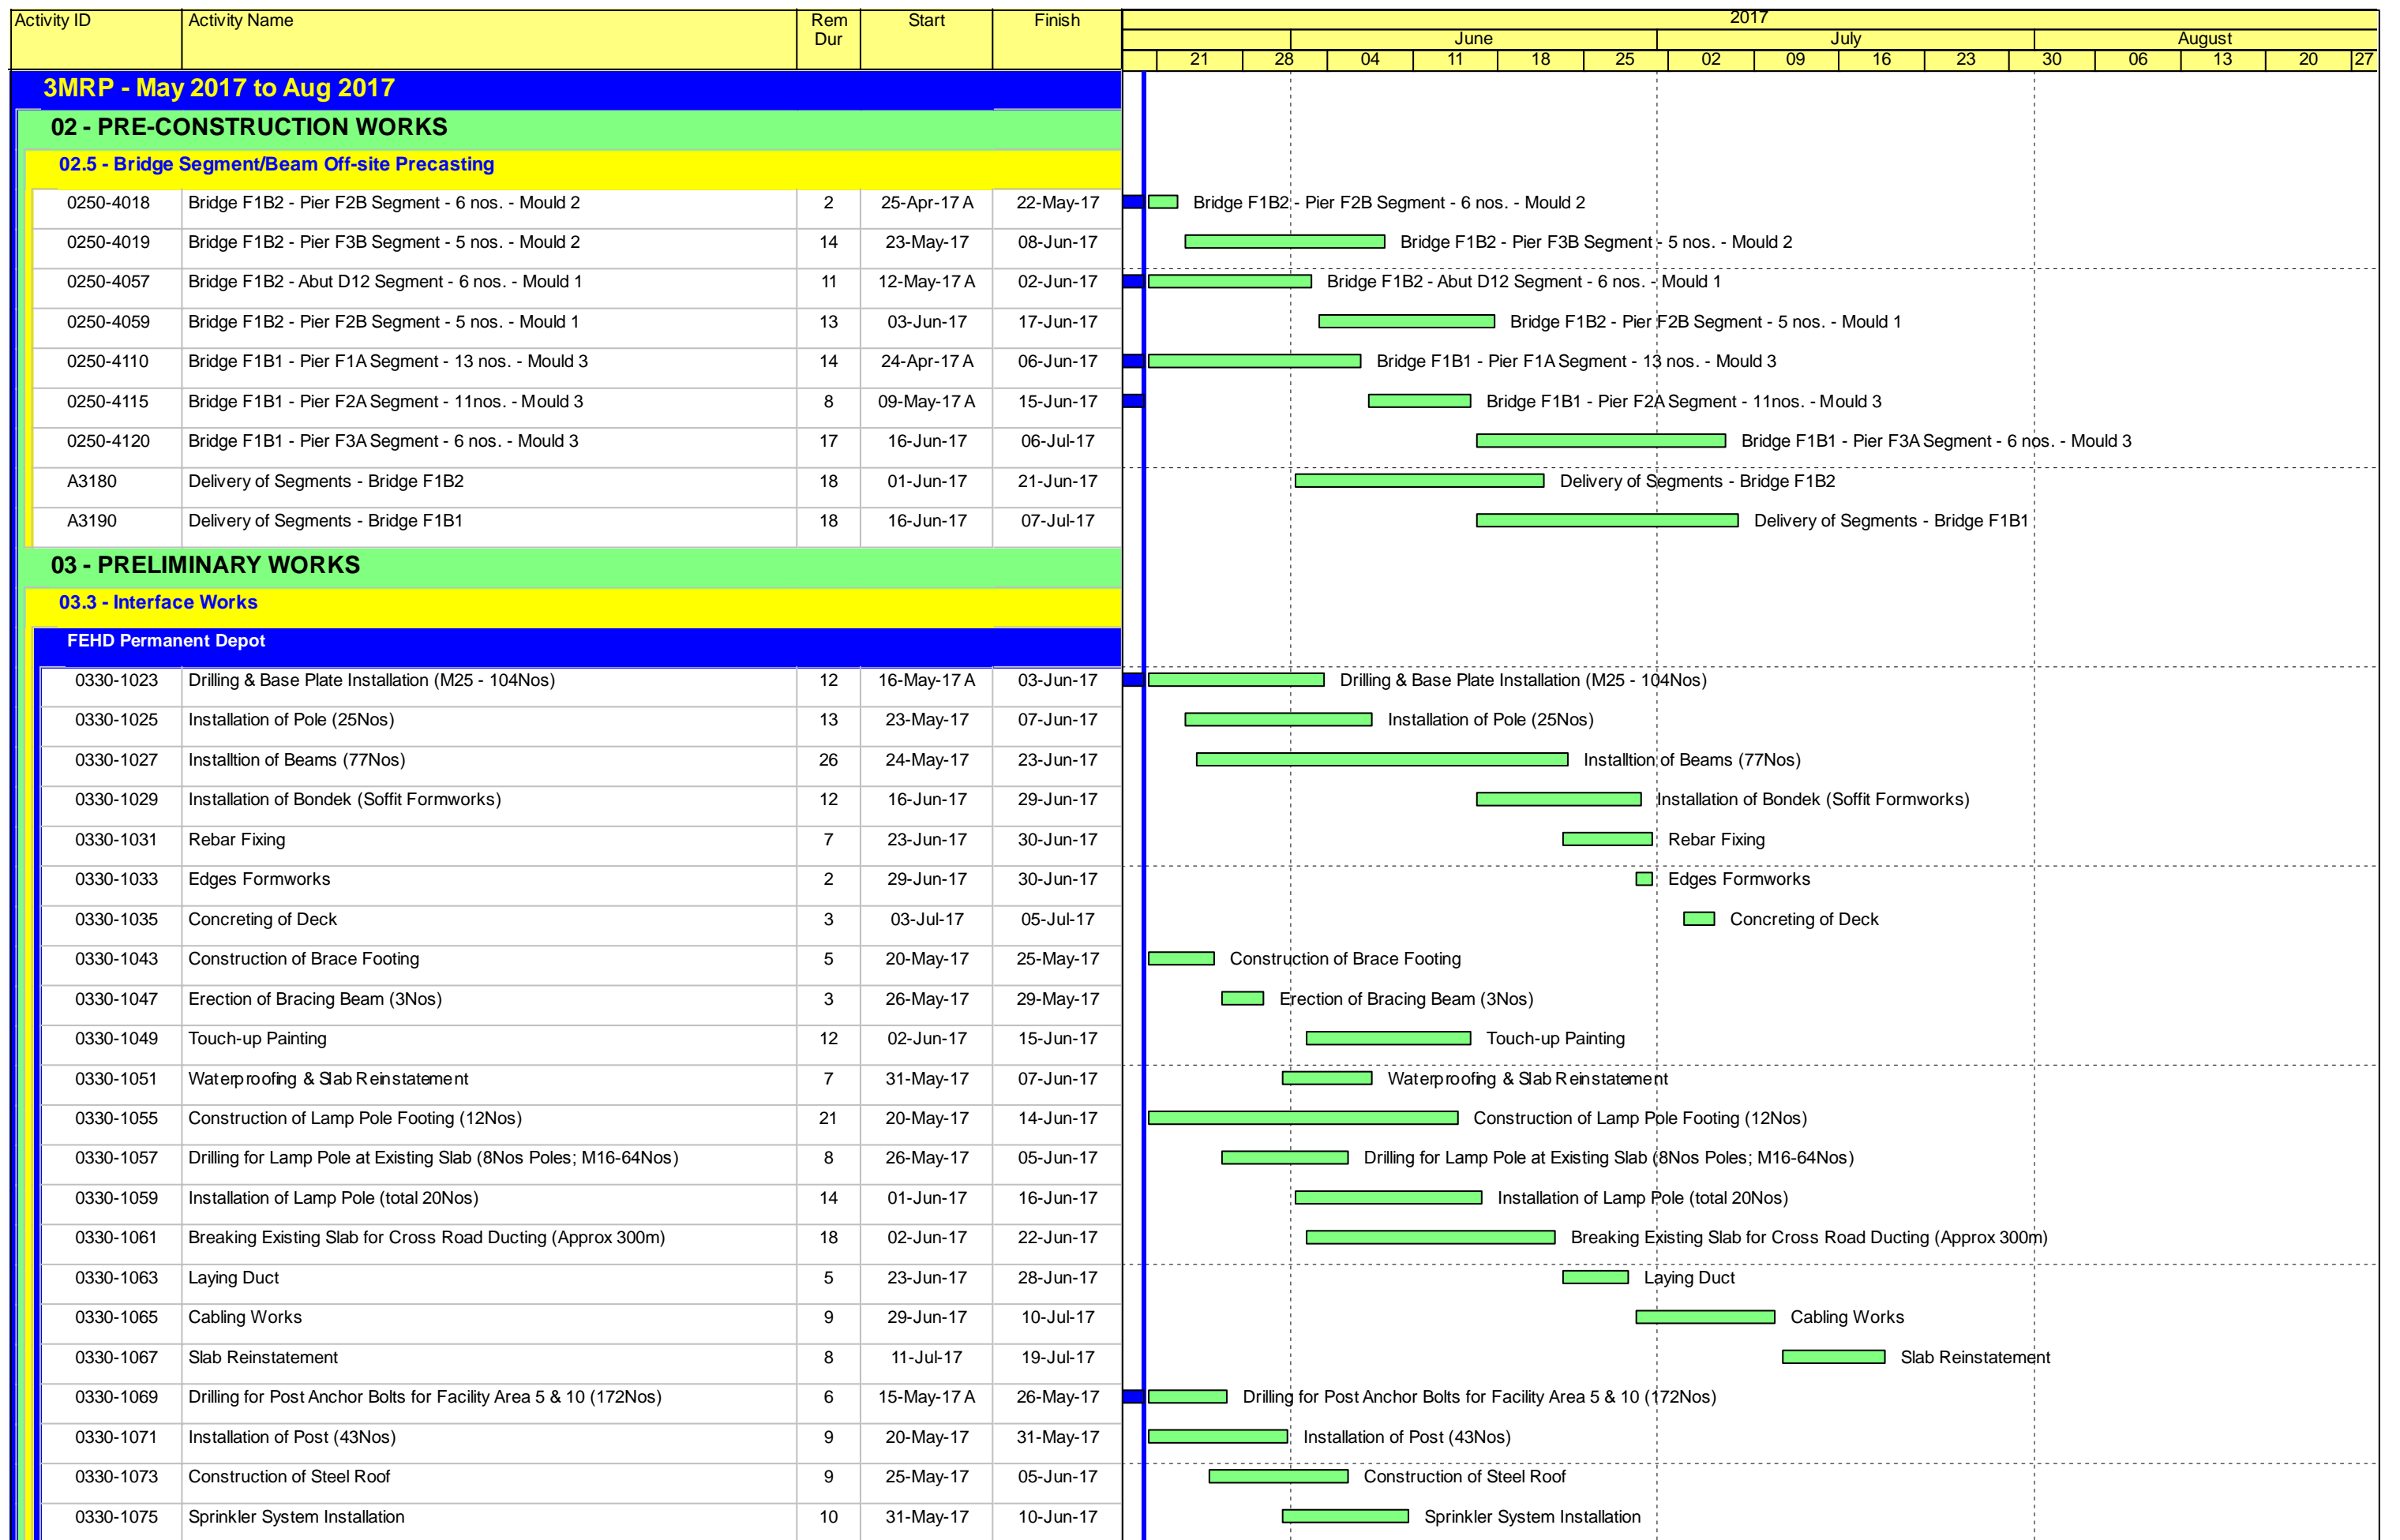 Activity ID Activity Name Rem Dur Start Finish 2017
June July August
21 28 04 11 18 25 02 09 16 23 30 06 13 20 27
3MRP - May 2017 to Aug 2017
02 - PRE-CONSTRUCTION WORKS
02.5 - Bridge Segment/Beam Off-site Precasting
0250-4018 Bridge F1B2 - Pier F2B Segment - 6 nos. - Mould 2 2 25-Apr-17 A 22-May-17 Bridge F1B2 - Pier F2B Segment - 6 nos. - Mould 2
0250-4019 Bridge F1B2 - Pier F3B Segment - 5 nos. - Mould 2 14 23-May-17 08-Jun-17 Bridge F1B2 - Pier F3B Segment - 5 nos. - Mould 2
0250-4057 Bridge F1B2 - Abut D12 Segment - 6 nos. - Mould 1 11 12-May-17 A 02-Jun-17 Bridge F1B2 - Abut D12 Segment - 6 nos. - Mould 1
0250-4059 Bridge F1B2 - Pier F2B Segment - 5 nos. - Mould 1 13 03-Jun-17 17-Jun-17 Bridge F1B2 - Pier F2B Segment - 5 nos. - Mould 1
0250-4110 Bridge F1B1 - Pier F1A Segment - 13 nos. - Mould 3 14 24-Apr-17 A 06-Jun-17 Bridge F1B1 - Pier F1A Segment - 13 nos. - Mould 3
0250-4115 Bridge F1B1 - Pier F2A Segment - 11nos. - Mould 3 8 09-May-17 A 15-Jun-17 Bridge F1B1 - Pier F2A Segment - 11nos. - Mould 3
0250-4120 Bridge F1B1 - Pier F3A Segment - 6 nos. - Mould 3 17 16-Jun-17 06-Jul-17 Bridge F1B1 - Pier F3A Segment - 6 nos. - Mould 3
A3180 Delivery of Segments - Bridge F1B2 18 01-Jun-17 21-Jun-17 Delivery of Segments - Bridge F1B2
A3190 Delivery of Segments - Bridge F1B1 18 16-Jun-17 07-Jul-17 Delivery of Segments - Bridge F1B1
03 - PRELIMINARY WORKS
03.3 - Interface Works
FEHD Permanent Depot
0330-1023 Drilling & Base Plate Installation (M25 - 104Nos) 12 16-May-17 A 03-Jun-17 Drilling & Base Plate Installation (M25 - 104Nos)
0330-1025 Installation of Pole (25Nos) 13 23-May-17 07-Jun-17 Installation of Pole (25Nos)
0330-1027 Installtion of Beams (77Nos) 26 24-May-17 23-Jun-17 Installtion of Beams (77Nos)
0330-1029 Installation of Bondek (Soffit Formworks) 12 16-Jun-17 29-Jun-17 Installation of Bondek (Soffit Formworks)
0330-1031 Rebar Fixing 7 23-Jun-17 30-Jun-17 Rebar Fixing
0330-1033 Edges Formworks 2 29-Jun-17 30-Jun-17 Edges Formworks
0330-1035 Concreting of Deck 3 03-Jul-17 05-Jul-17 Concreting of Deck
0330-1043 Construction of Brace Footing 5 20-May-17 25-May-17 Construction of Brace Footing
0330-1047 Erection of Bracing Beam (3Nos) 3 26-May-17 29-May-17 Erection of Bracing Beam (3Nos)
0330-1049 Touch-up Painting 12 02-Jun-17 15-Jun-17 Touch-up Painting
0330-1051 Waterproofing & Slab Reinstatement 7 31-May-17 07-Jun-17 Waterproofing & Slab Reinstatement
0330-1055 Construction of Lamp Pole Footing (12Nos) 21 20-May-17 14-Jun-17 Construction of Lamp Pole Footing (12Nos)
0330-1057 Drilling for Lamp Pole at Existing Slab (8Nos Poles; M16-64Nos) 8 26-May-17 05-Jun-17 Drilling for Lamp Pole at Existing Slab (8Nos Poles; M16-64Nos)
0330-1059 Installation of Lamp Pole (total 20Nos) 14 01-Jun-17 16-Jun-17 Installation of Lamp Pole (total 20Nos)
0330-1061 Breaking Existing Slab for Cross Road Ducting (Approx 300m) 18 02-Jun-17 22-Jun-17 Breaking Existing Slab for Cross Road Ducting (Approx 300m)
0330-1063 Laying Duct 5 23-Jun-17 28-Jun-17 Laying Duct
0330-1065 Cabling Works 9 29-Jun-17 10-Jul-17 Cabling Works
0330-1067 Slab Reinstatement 8 11-Jul-17 19-Jul-17 Slab Reinstatement
0330-1069 Drilling for Post Anchor Bolts for Facility Area 5 & 10 (172Nos) 6 15-May-17 A 26-May-17 Drilling for Post Anchor Bolts for Facility Area 5 & 10 (172Nos)
0330-1071 Installation of Post (43Nos) 9 20-May-17 31-May-17 Installation of Post (43Nos)
0330-1073 Construction of Steel Roof 9 25-May-17 05-Jun-17 Construction of Steel Roof
0330-1075 Sprinkler System Installation 10 31-May-17 10-Jun-17 Sprinkler System Installation